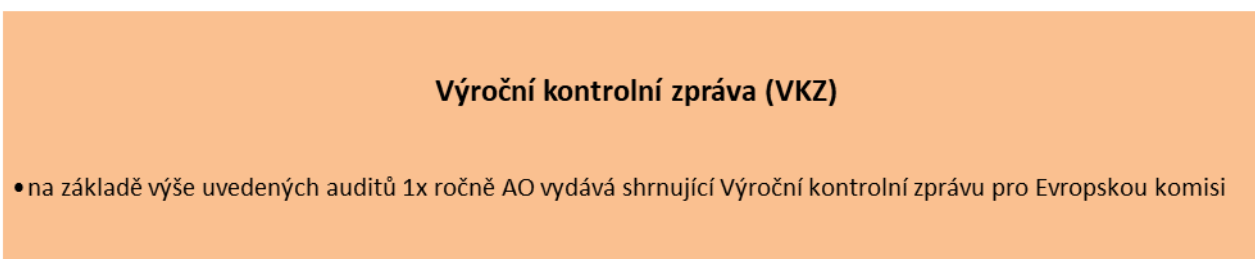 Výroční kontrolní zpráva (VKZ)
•na základě výše uvedených auditů 1x ročně AO vydává shrnující Výroční kontrolní zprávu pro Evropskou komisi